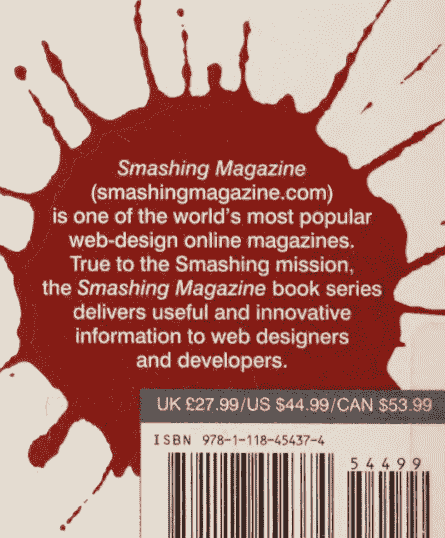 Smashing Magazine
(smashingmagazine.com)
is one of the world's most popular
web-design online magazines.
True to the Smashing mission,
the Smashing Magazine book series
delivers useful and innovative
information to web designers
and developers.
UK £27.99/US $44.99/CAN $53.99
ISBN 978-1-118-45437-4
54499